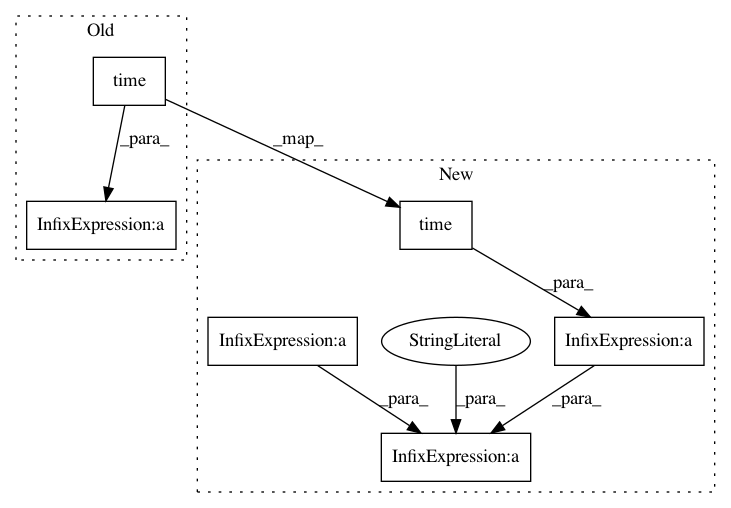 Old
time
_para_
_map_
InfixExpression:a
New
time
_para_
InfixExpression:a
StringLiteral
InfixExpression:a
_para_
_para_
_para_
InfixExpression:a